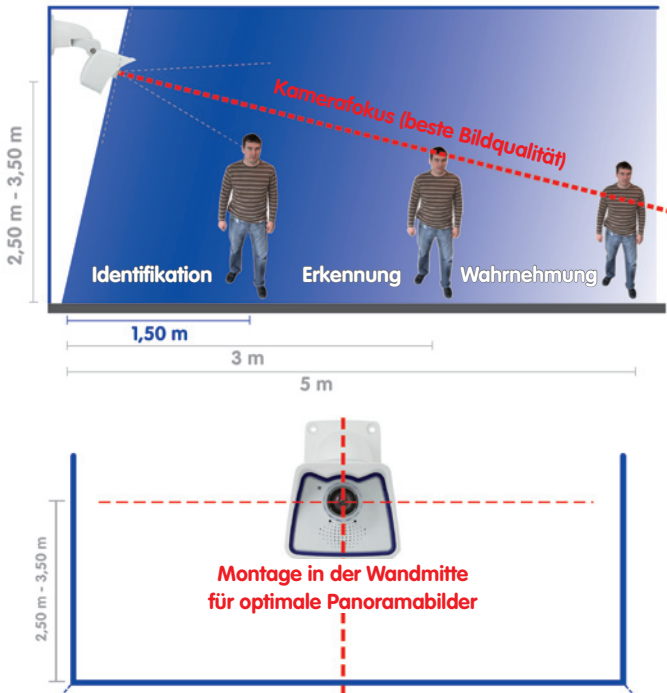 Kamerafokus (beste Bildqualität)
2,50 m - 3,50 m
Identifikation
Erkennung
Wahrnehmung
1,50 m
3 m
5 m
2,50 m - 3,50 m
Montage in der Wandmitte
für optimale Panoramabilder